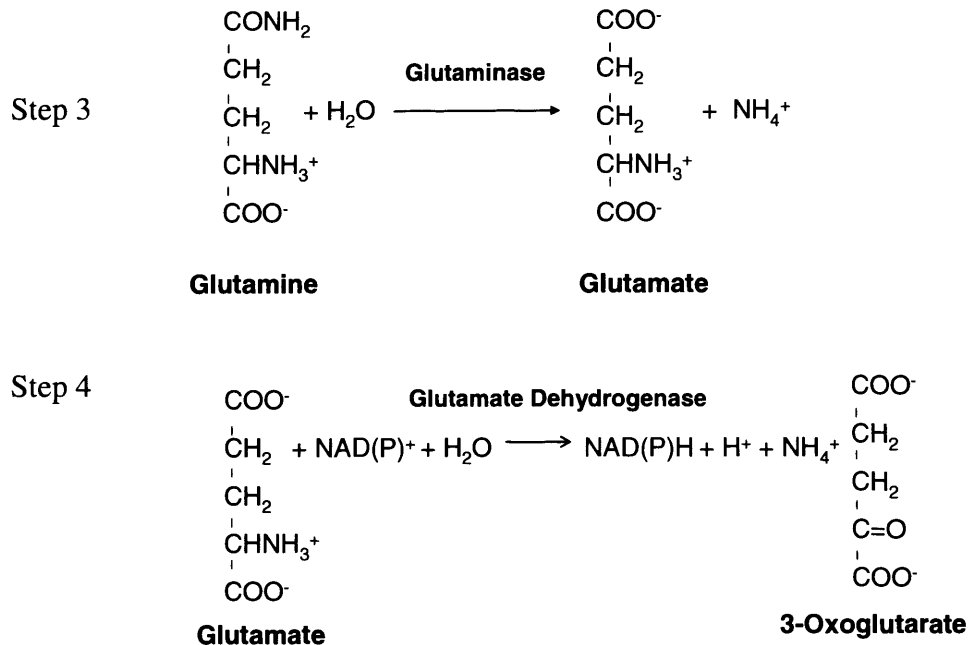 CONH₂
CH₂
Glutaminase
Step 3
CH₂ + H₂O
CHNH₃⁺
COO⁻
Glutamine
COO⁻
CH₂
CH₂ + NH₄⁺
CHNH₃⁺
COO⁻
Glutamate
Step 4
Glutamate Dehydrogenase
COO⁻
CH₂ + NAD(P)⁺ + H₂O
CH₂
CHNH₃⁺
COO⁻
Glutamate
NAD(P)H + H⁺ + NH₄⁺
COO⁻
CH₂
CH₂
C=O
COO⁻
3-Oxoglutarate